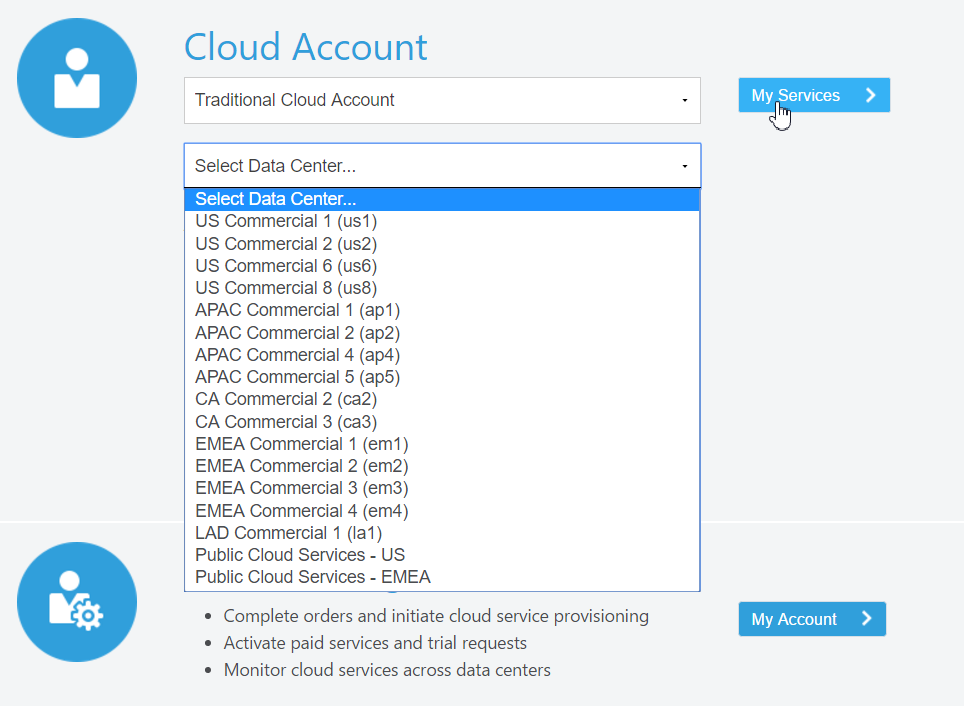 Cloud Account
Traditional Cloud Account
My Services
Select Data Center...
Select Data Center...
US Commercial 1 (us1)
US Commercial 2 (us2)
US Commercial 6 (us6)
US Commercial 8 (us8)
APAC Commercial 1 (ap1)
APAC Commercial 2 (ap2)
APAC Commercial 4 (ap4)
APAC Commercial 5 (ap5)
CA Commercial 2 (ca2)
CA Commercial 3 (ca3)
EMEA Commercial 1 (em1)
EMEA Commercial 2 (em2)
EMEA Commercial 3 (em3)
EMEA Commercial 4 (em4)
LAD Commercial 1 (la1)
Public Cloud Services - US
Public Cloud Services - EMEA
• Complete orders and initiate cloud service provisioning
My Account
• Activate paid services and trial requests
• Monitor cloud services across data centers